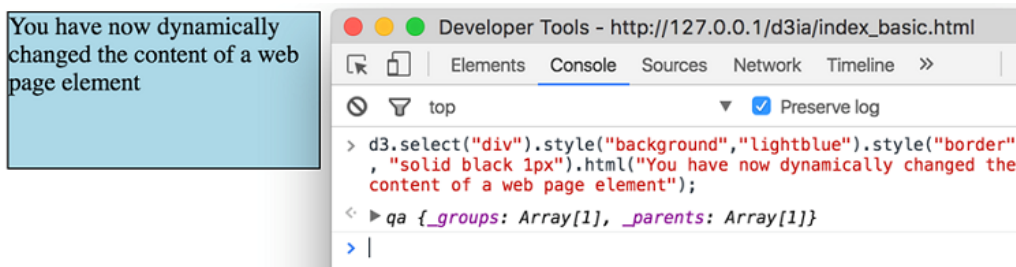 You have now dynamically
changed the content of a web
page element
Developer Tools - http://127.0.0.1/d3ia/index_basic.html
Elements Console Sources Network Timeline »
top ▼ Preserve log
> d3.select("div").style("background","lightblue").style("border"
, "solid black 1px").html("You have now dynamically changed the
content of a web page element");
qa {_groups: Array[1], _parents: Array[1]}
>